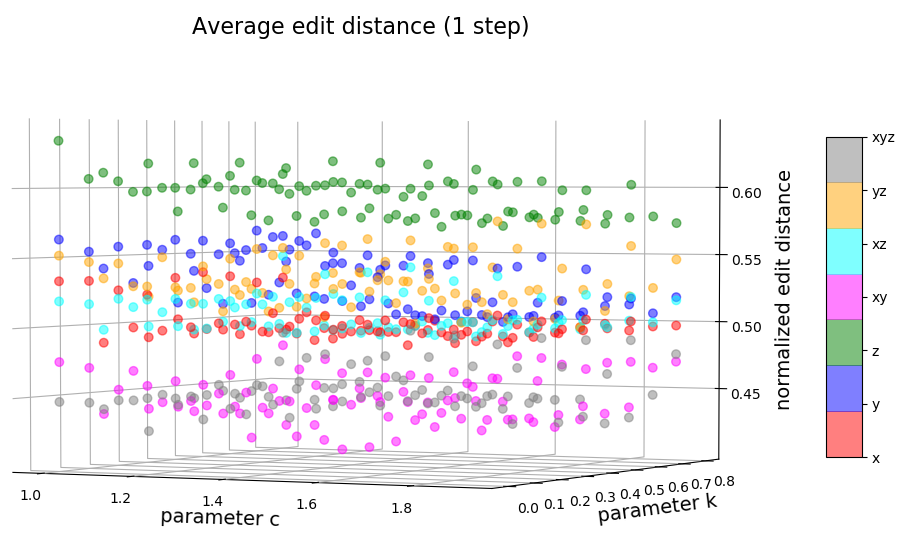 Average edit distance (1 step)
xyz
yz
xz
xy
z
y
x
0.60
0.55
0.50
0.45
normalized edit distance
1.0
1.2
1.4
1.6
1.8
parameter c
0.0
0.1
0.2
0.3
0.4
0.5
0.6
0.7
0.8
parameter k